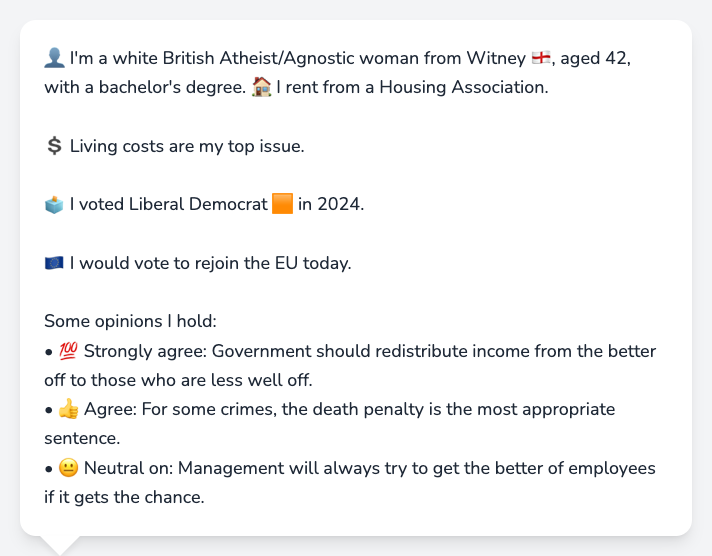 👤 I'm a white British Atheist/Agnostic woman from Witney 🏴󠁧󠁢󠁥󠁮󠁧󠁿, aged 42,
with a bachelor's degree. 🏠 I rent from a Housing Association.
💲 Living costs are my top issue.
🗳️ I voted Liberal Democrat 🟧 in 2024.
🇪🇺 I would vote to rejoin the EU today.
Some opinions I hold:
• 💯 Strongly agree: Government should redistribute income from the better
off to those who are less well off.
• 👍 Agree: For some crimes, the death penalty is the most appropriate
sentence.
• 😐 Neutral on: Management will always try to get the better of employees
if it gets the chance.